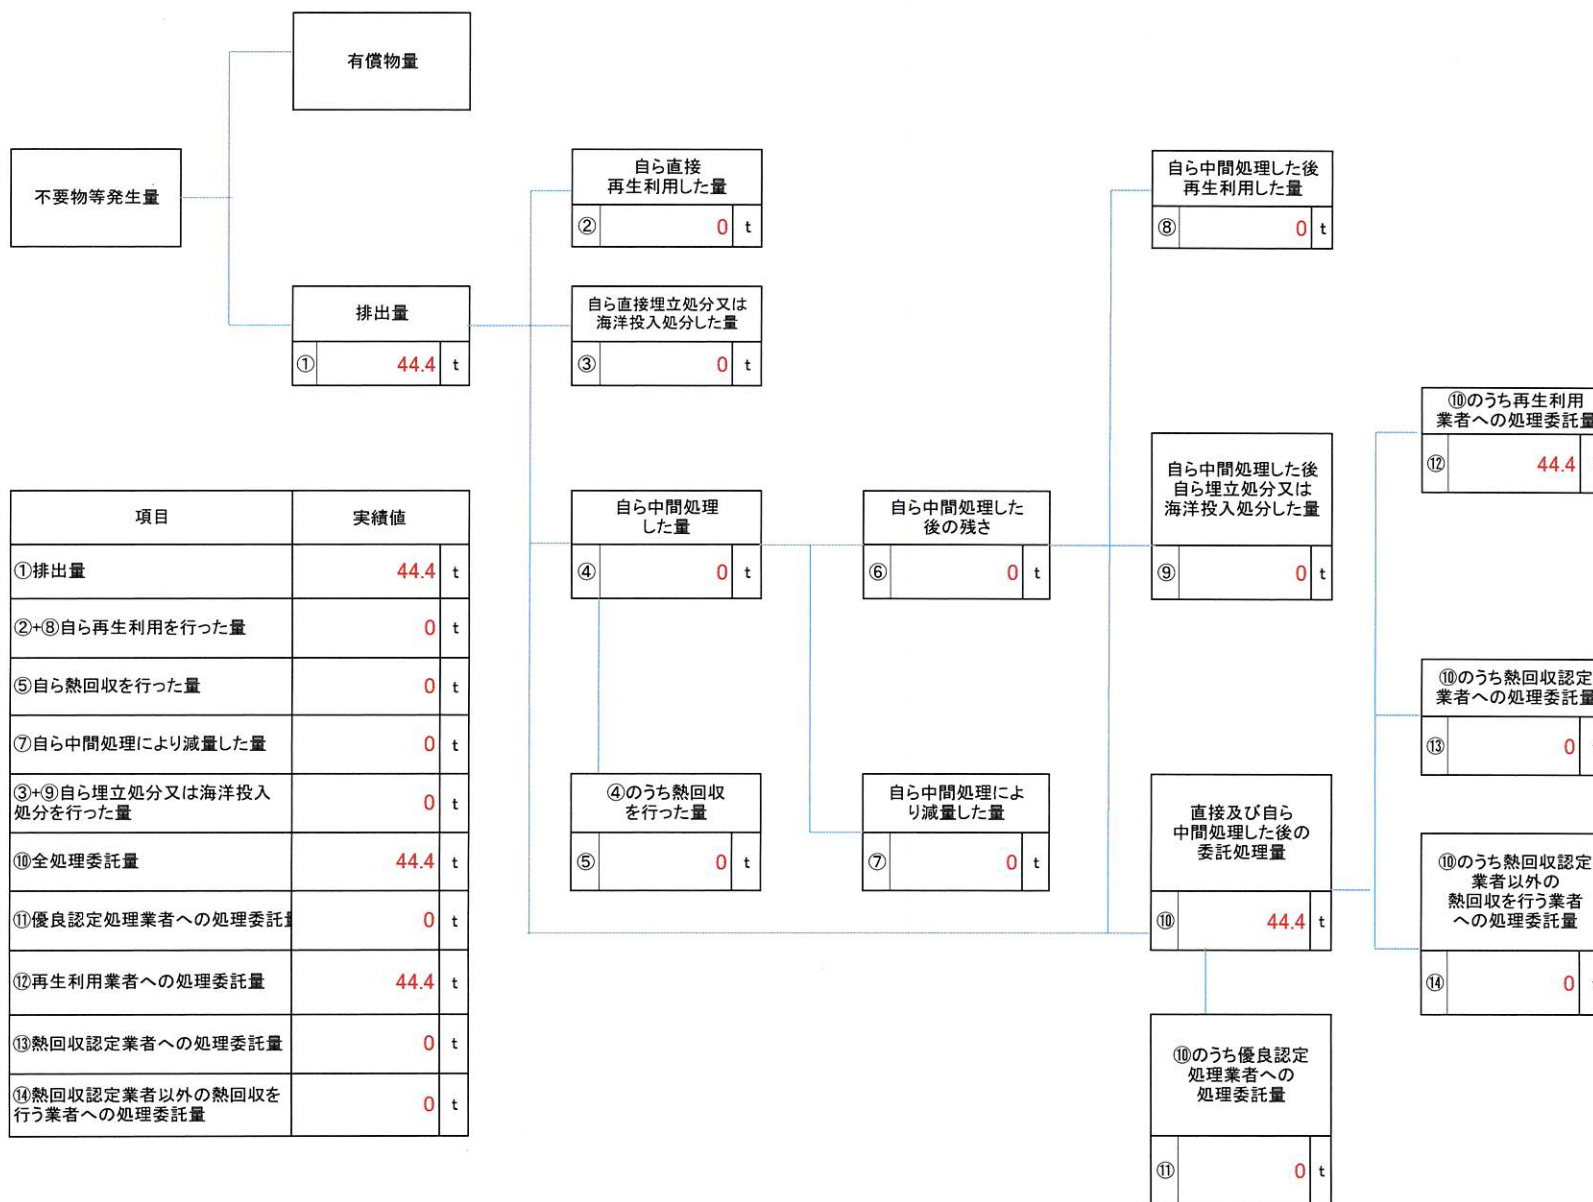 有償物量
不要物等発生量
自ら直接
再生利用した量
② 0 t
自ら中間処理した後
再生利用した量
⑧ 0 t
排出量
① 44.4 t
自ら直接埋立処分又は
海洋投入処分した量
③ 0 t
⑩のうち再生利用
業者への処理委託量
⑫ 44.4
自ら中間処理した後
自ら埋立処分又は
海洋投入処分した量
⑨ 0 t
自ら中間処理
した量
④ 0 t
自ら中間処理した
後の残さ
⑥ 0 t
項目 実績値
①排出量 44.4 t
②+⑧自ら再生利用を行った量 0 t
⑤自ら熱回収を行った量 0 t
⑦自ら中間処理により減量した量 0 t
③+⑨自ら埋立処分又は海洋投入
処分を行った量 0 t
⑩全処理委託量 44.4 t
⑪優良認定処理業者への処理委託 0 t
⑫再生利用業者への処理委託量 44.4 t
⑬熱回収認定業者への処理委託量 0 t
⑭熱回収認定業者以外の熱回収を
行う業者への処理委託量 0 t
⑩のうち熱回収認定
業者への処理委託量
⑬ 0
④のうち熱回収
を行った量
⑤ 0 t
自ら中間処理によ
り減量した量
⑦ 0 t
直接及び自ら
中間処理した後の
委託処理量
⑩ 44.4 t
⑩のうち熱回収認定
業者以外の
熱回収を行う業者
への処理委託量
⑭ 0
⑩のうち優良認定
処理業者への
処理委託量
⑪ 0 t